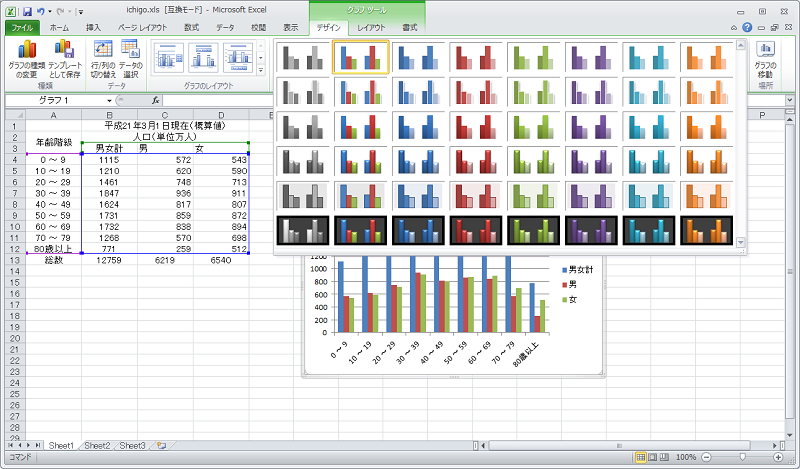 ichigo.xls [互換モード] - Microsoft Excel
グラフ ツール
ファイル ホーム 挿入 ページ レイアウト 数式 データ 校閲 表示 デザイン レイアウト 書式
グラフの種類の変更
テンプレートとして保存
行/列の切り替え
データの選択
グラフの移動
種類 データ グラフのレイアウト 場所
グラフ 1 fx
A B C D E P
1 平成21年3月1日現在(概算値)
2 年齢階級 人口(単位万人)
3 男女計 男 女
4 0 ~ 9 1115 572 543
5 10 ~ 19 1210 620 590
6 20 ~ 29 1461 748 713
7 30 ~ 39 1847 936 911
8 40 ~ 49 1624 817 807
9 50 ~ 59 1731 859 872
10 60 ~ 69 1732 838 894
11 70 ~ 79 1268 570 698
12 80歳以上 771 259 512
13 総数 12759 6219 6540
14
15
16
17
18
19
20
21
22
23
24
25
26
27
28
29
1200
1000
800
600
400
200
0
0 ~ 9
10 ~ 19
20 ~ 29
30 ~ 39
40 ~ 49
50 ~ 59
60 ~ 69
70 ~ 79
80歳以上
男女計
男
女
Sheet1 Sheet2 Sheet3
コマンド 100%